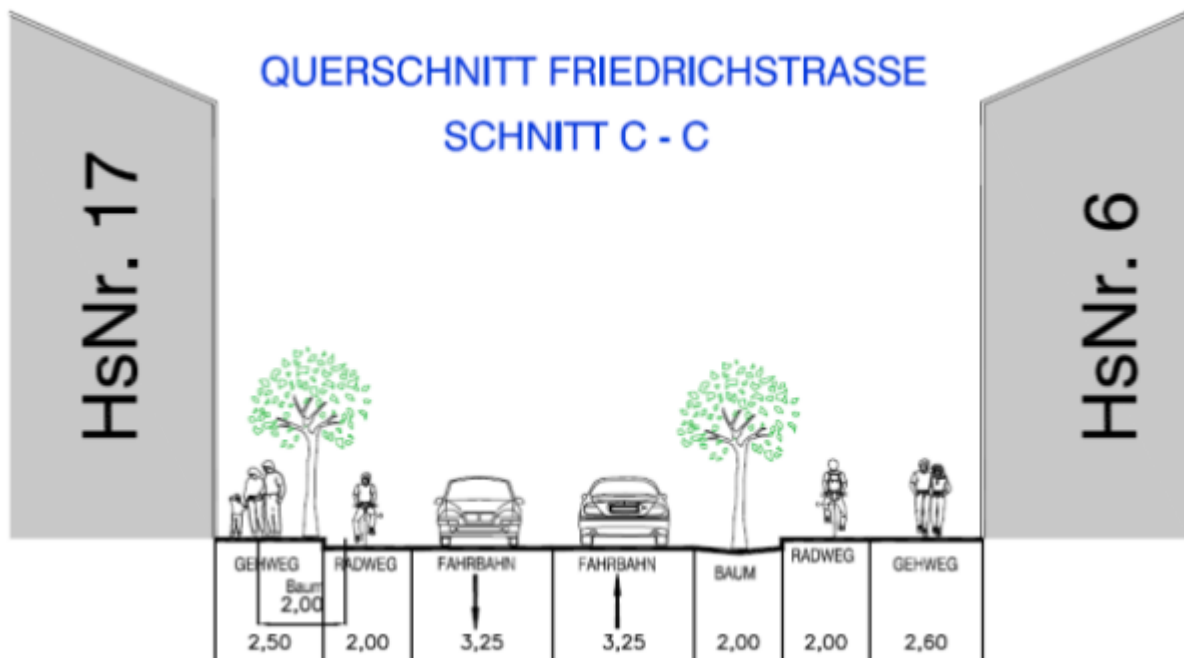 QUERSCHNITT FRIEDRICHSTRASSE
SCHNITT C - C
HsNr. 17
HsNr. 6
GEHWEG
RADWEG
FAHRBAHN
FAHRBAHN
BAUM
RADWEG
GEHWEG
Baum
2,00
2,50
2,00
3,25
3,25
2,00
2,00
2,60